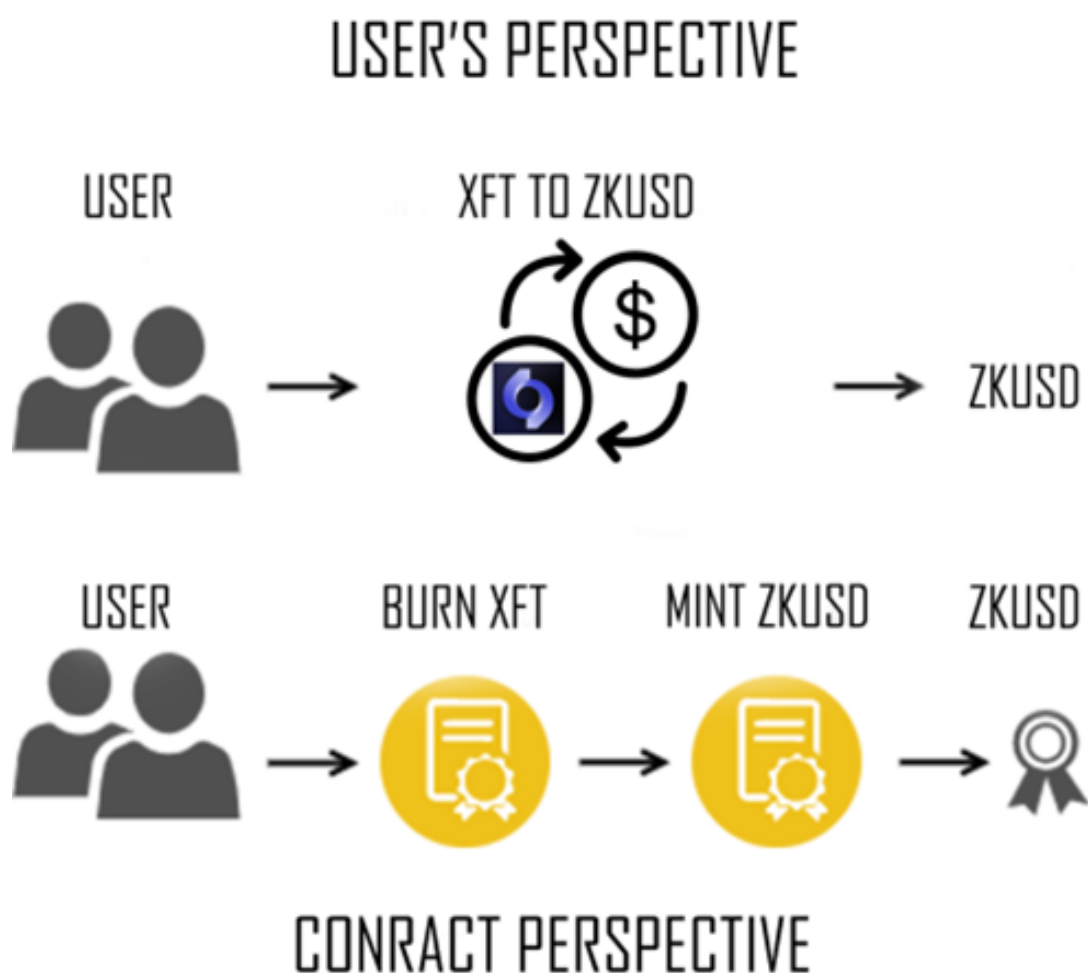 USER'S PERSPECTIVE
USER
XFT TO ZKUSD
$
ZKUSD
USER
BURN XFT
MINT ZKUSD
ZKUSD
CONRACT PERSPECTIVE